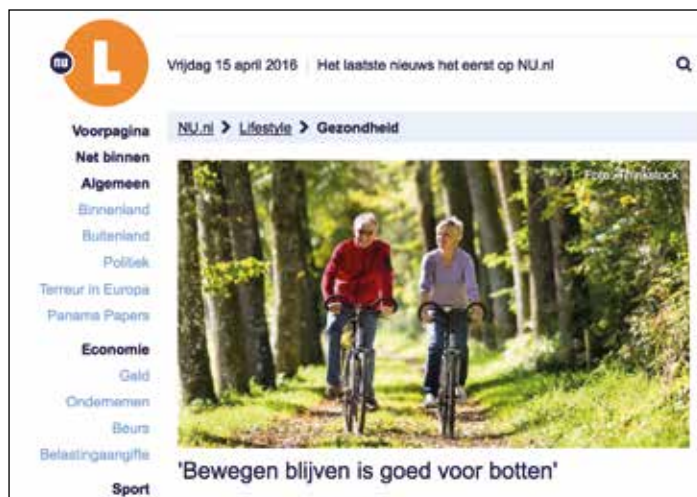 nu L
Vrijdag 15 april 2016 Het laatste nieuws het eerst op NU.nl
NU.nl > Lifestyle > Gezondheid
Voorpagina
Net binnen
Algemeen
Binnenland
Buitenland
Politiek
Terreur in Europa
Panama Papers
Economie
Geld
Ondernemen
Beurs
Belastingaangifte
Sport
Foto: Thinkstock
'Bewegen blijven is goed voor botten'